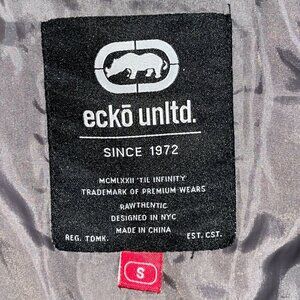 eckō unltd.
SINCE 1972
MCMLXXII 'TIL INFINITY
TRADEMARK OF PREMIUM WEARS
RAWTHENTIC
DESIGNED IN NYC
MADE IN CHINA
REG. TDMK. EST. CST.
S